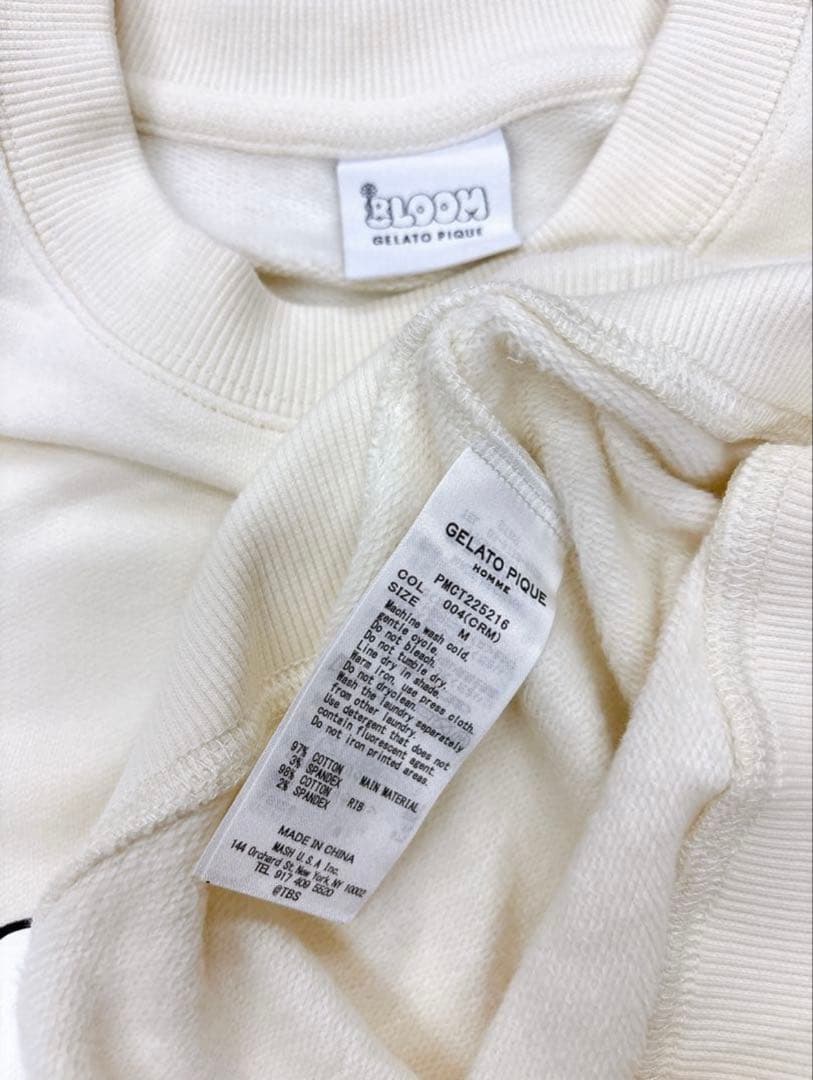 BLOOM
GELATO PIQUE
GELATO PIQUE
HOMME
PMCT225216
COL 004(CRM)
SIZE M
Machine wash cold,
gentle cycle.
Do not bleach.
Do not tumble dry.
Line dry in shade.
Warm iron, use press cloth.
Do not dryclean.
Wash the laundry separately
from other laundry.
Use detergent that does not
contain fluorescent agent.
Do not iron printed areas.
97% COTTON MAIN MATERIAL
3% SPANDEX
98% COTTON RIB
2% SPANDEX
MADE IN CHINA
MASH U.S.A Inc.
144 Orchard St, New York, NY 10002
TEL 917 409 5520
@TBS